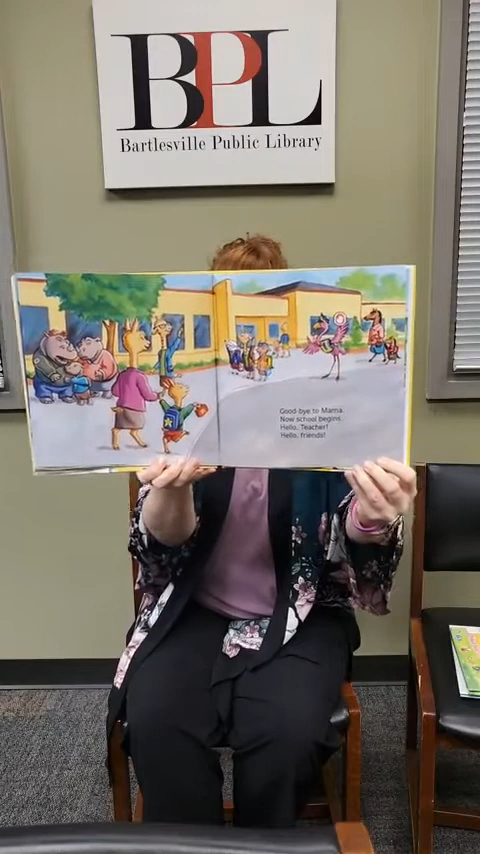 BPL
Bartlesville Public Library
Good-bye to Mama.
Now school begins.
Hello, Teacher!
Hello, friends!